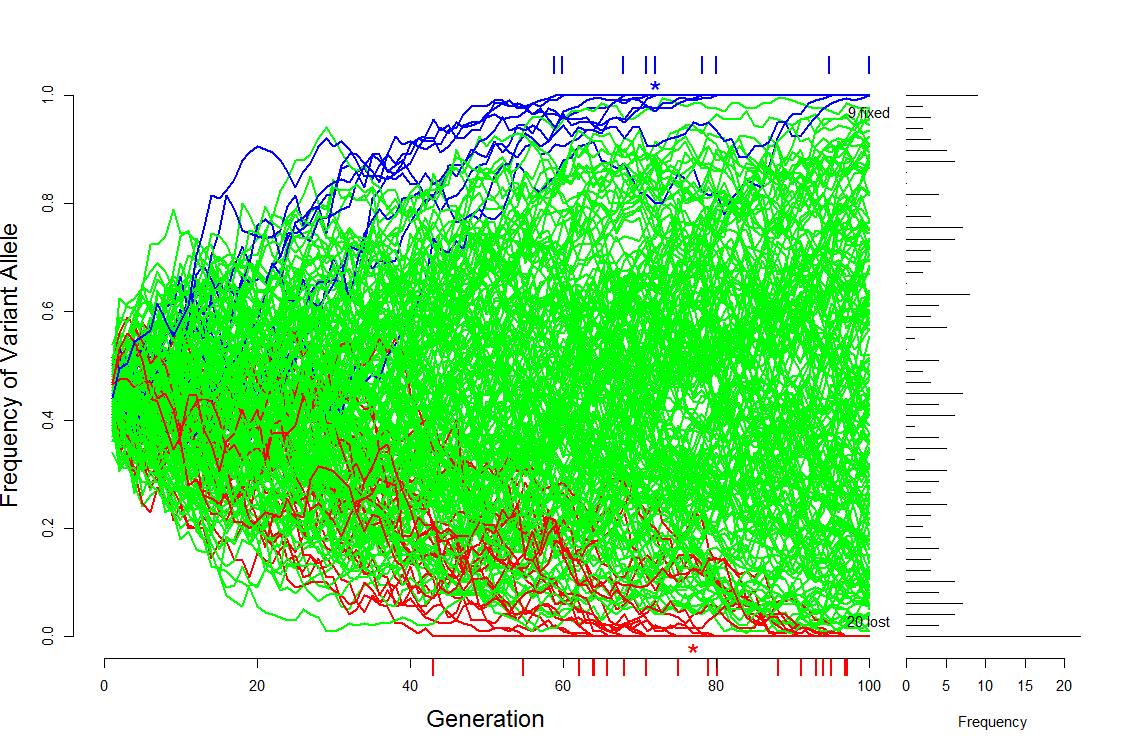 *
1.0
0.8
0.6
0.4
0.2
0.0
Frequency of Variant Allele
9 fixed
20 lost
*
0 20 40 60 80 100
Generation
0 5 10 15 20
Frequency